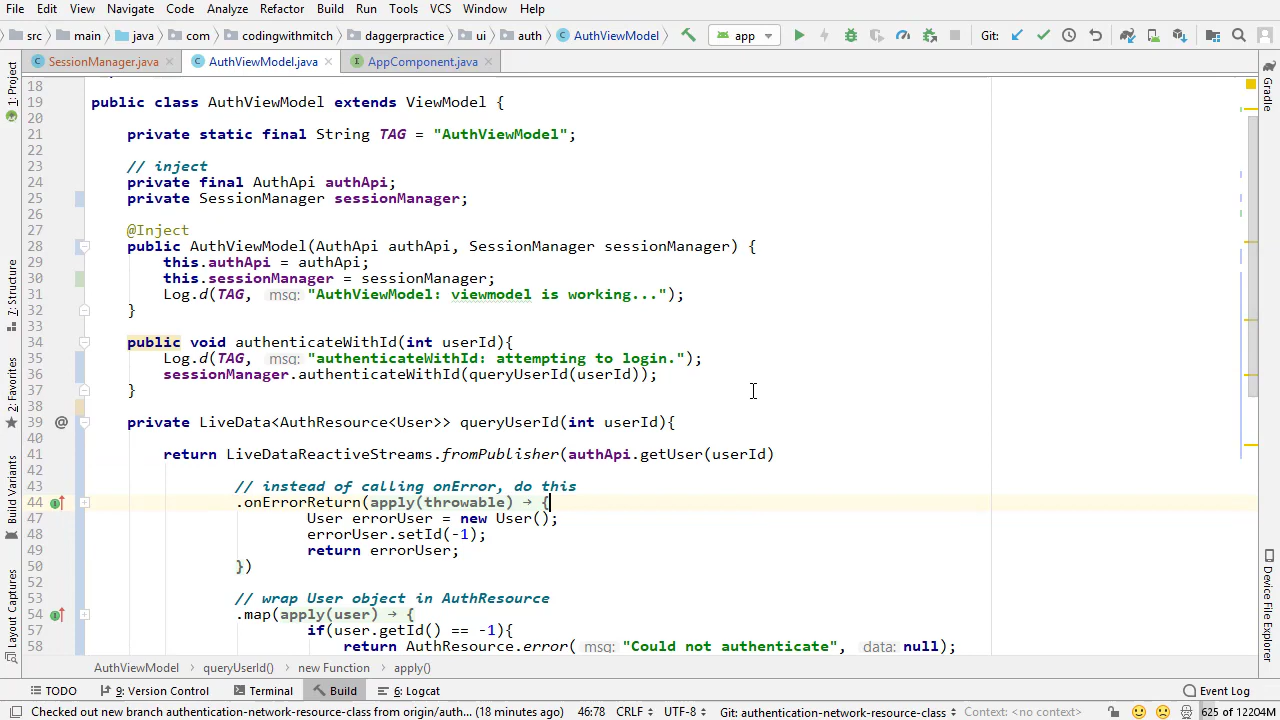 File Edit View Navigate Code Analyze Refactor Build Run Tools VCS Window Help
src main java com codingwithmitch daggerpractice ui auth AuthViewModel app Git:
SessionManager.java AuthViewModel.java AppComponent.java
1: Project
Z: Structure
2: Favorites
Build Variants
Layout Captures
18
19 public class AuthViewModel extends ViewModel {
20
21 private static final String TAG = "AuthViewModel";
22
23 // inject
24 private final AuthApi authApi;
25 private SessionManager sessionManager;
26
27 @Inject
28 public AuthViewModel(AuthApi authApi, SessionManager sessionManager) {
29 this.authApi = authApi;
30 this.sessionManager = sessionManager;
31 Log.d(TAG, msg: "AuthViewModel: viewmodel is working...");
32 }
33
34 public void authenticateWithId(int userId){
35 Log.d(TAG, msg: "authenticateWithId: attempting to login.");
36 sessionManager.authenticateWithId(queryUserId(userId));
37 }
38
39 @ private LiveData<AuthResource<User>> queryUserId(int userId){
40
41 return LiveDataReactiveStreams.fromPublisher(authApi.getUser(userId)
42
43 // instead of calling onError, do this
44 .onErrorReturn(apply(throwable) → {
47 User errorUser = new User();
48 errorUser.setId(-1);
49 return errorUser;
50 })
52
53 // wrap User object in AuthResource
54 .map(apply(user) → {
57 if(user.getId() == -1){
58 return AuthResource.error( msg: "Could not authenticate", data: null);
Gradle
Device File Explorer
AuthViewModel queryUserId() new Function apply()
TODO 9: Version Control Terminal Build 6: Logcat Event Log
Checked out new branch authentication-network-resource-class from origin/auth... (18 minutes ago) 46:78 CRLF UTF-8 Git: authentication-network-resource-class Context: <no context> 625 of 12204M